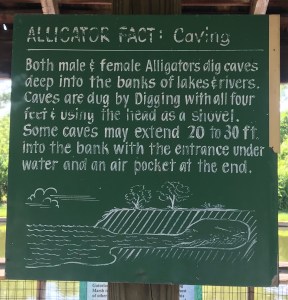 ALLIGATOR FACT: Caving
Both male & female Alligators dig caves
deep into the banks of lakes & rivers.
Caves are dug by Digging with all four
feet & using the head as a shovel.
Some caves may extend 20 to 30 ft.
into the bank with the entrance under
water and an air pocket at the end.